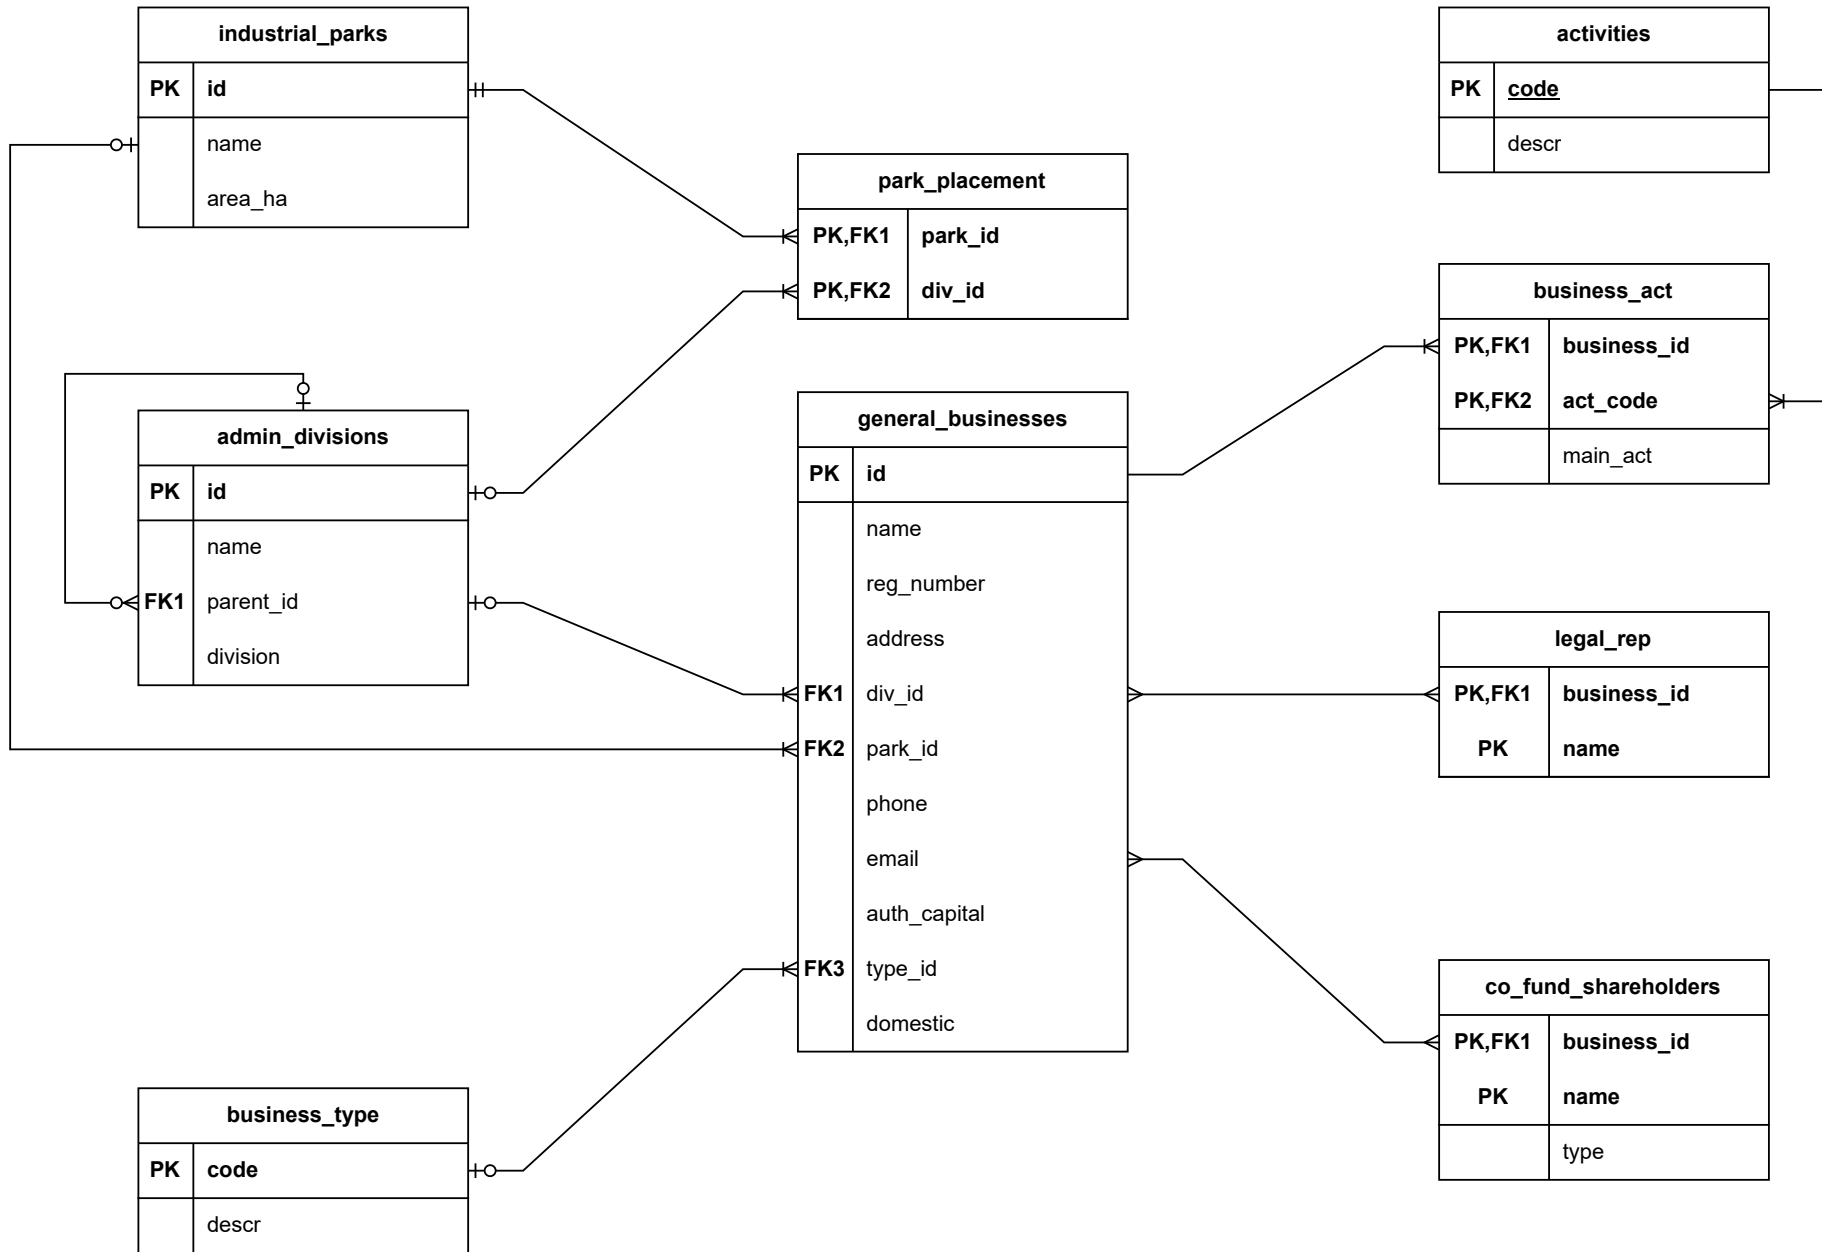 industrial_parks
PK id
name
area_ha
activities
PK code
descr
park_placement
PK,FK1 park_id
PK,FK2 div_id
business_act
PK,FK1 business_id
PK,FK2 act_code
main_act
admin_divisions
PK id
name
FK1 parent_id
division
general_businesses
PK id
name
reg_number
address
FK1 div_id
FK2 park_id
phone
email
auth_capital
FK3 type_id
domestic
legal_rep
PK,FK1 business_id
PK name
co_fund_shareholders
PK,FK1 business_id
PK name
type
business_type
PK code
descr